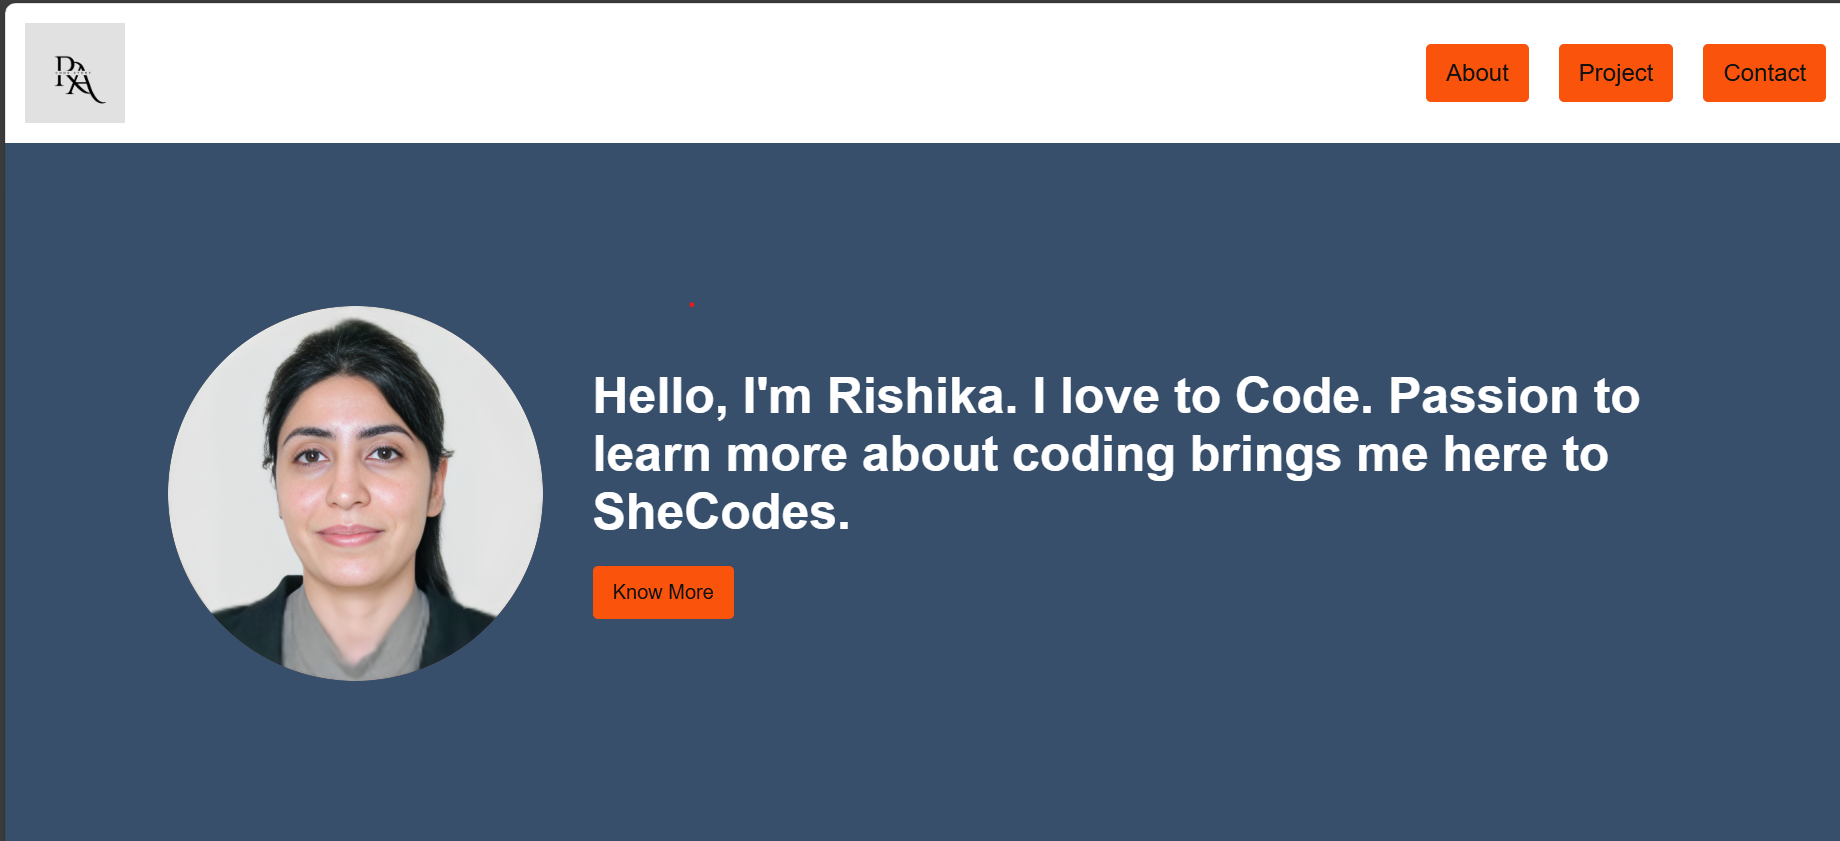 RA
About
Project
Contact
Hello, I'm Rishika. I love to Code. Passion to
learn more about coding brings me here to
SheCodes.
Know More